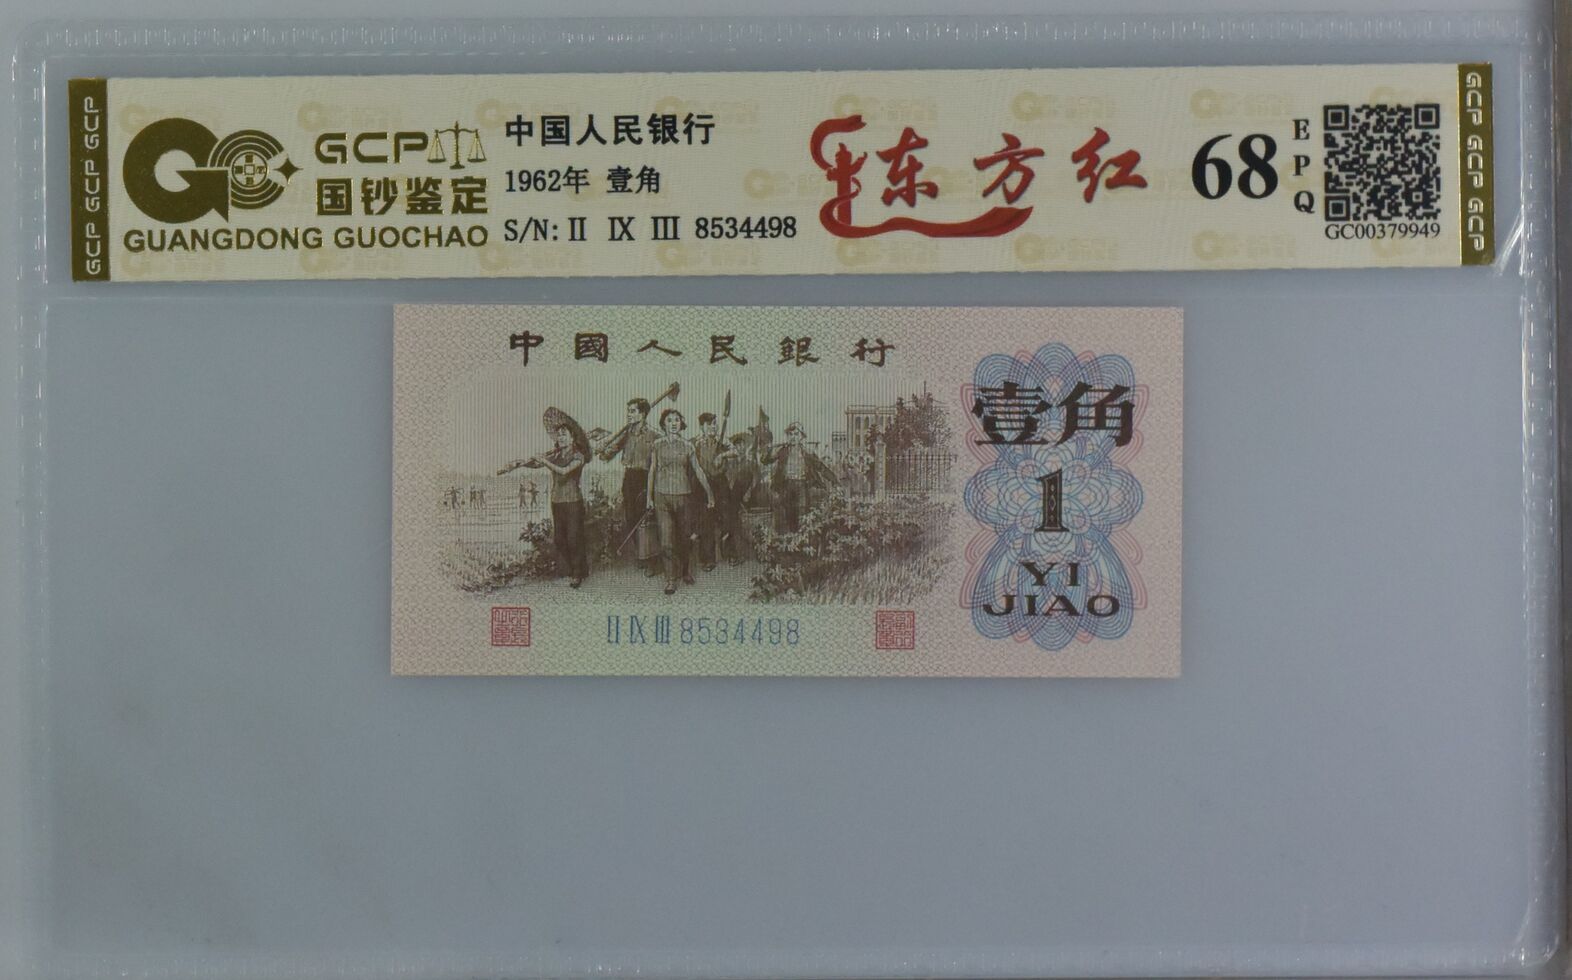 GCP GCP GCP
GCP
国钞鉴定
GUANGDONG GUOCHAO
中国人民银行
1962年 壹角
S/N: II IX III 8534498
东方红
68
EPQ
GC00379949
GCP GCP GCP
中國人民銀行
壹角
1
YI
JIAO
II IX III 8534498